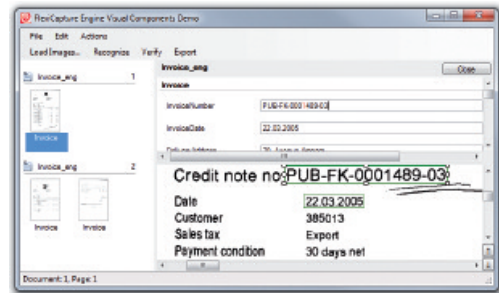 FlexiCapture Engine Visual Components Demo
File Edit Actions
Load Images... Recognize Verify Export
Invoice_eng 1
Invoice
Invoice_eng 2
Invoice Invoice
Invoice_eng Close
Invoice
InvoiceNumber PUB-FK-0001489-03
InvoiceDate 22.03.2005
Credit note no PUB-FK-0001489-03
Date 22.03.2005
Customer 385013
Sales tax Export
Payment condition 30 days net
Document: 1, Page: 1